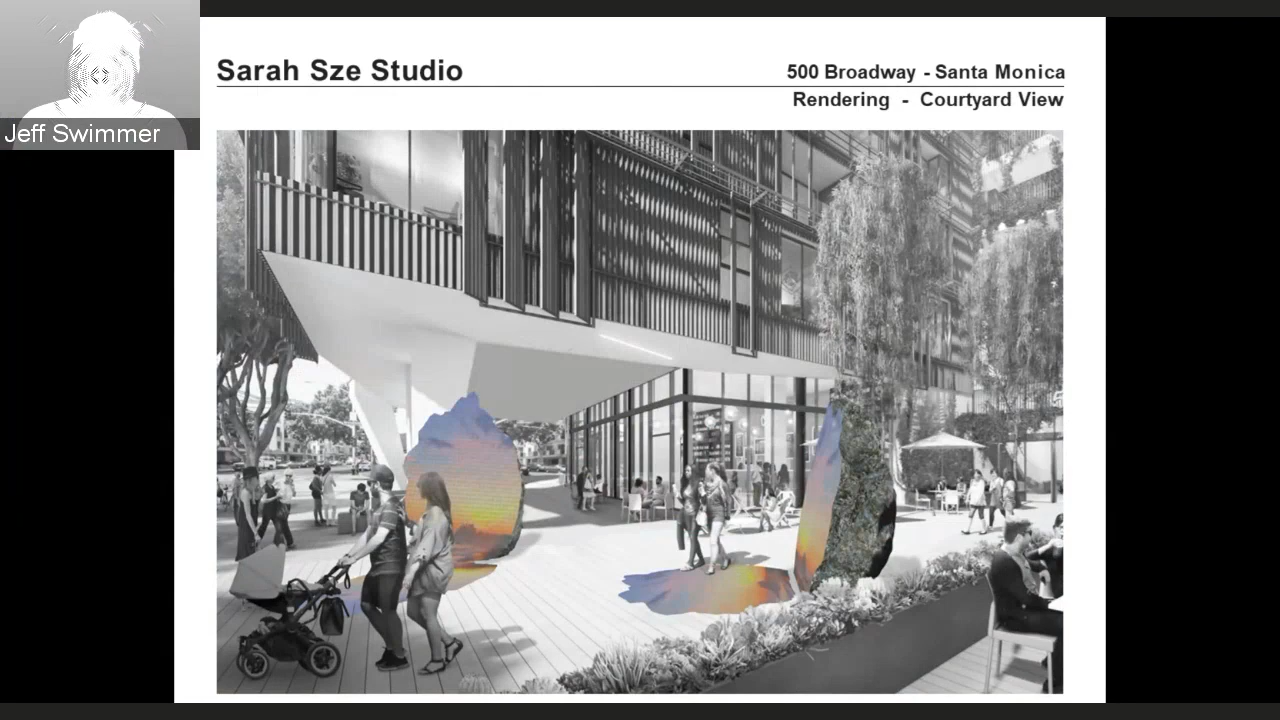 Sarah Sze Studio
500 Broadway - Santa Monica
Rendering - Courtyard View
Jeff Swimmer